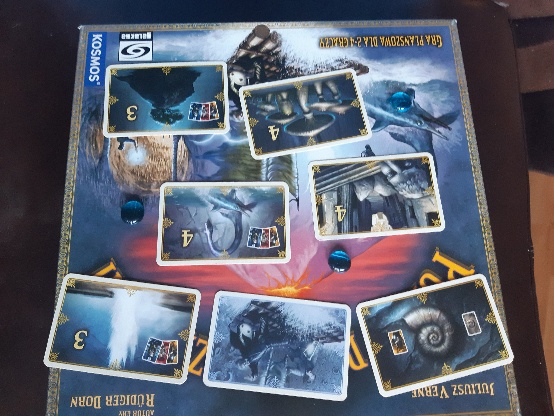 KOSMOS
GALAKTA
GRA PLANSZOWA DLA 2-4 GRACZY
3
4
4
4
3
JULIUSZ VERNE
AUTOR GRY
RÜDIGER DORN